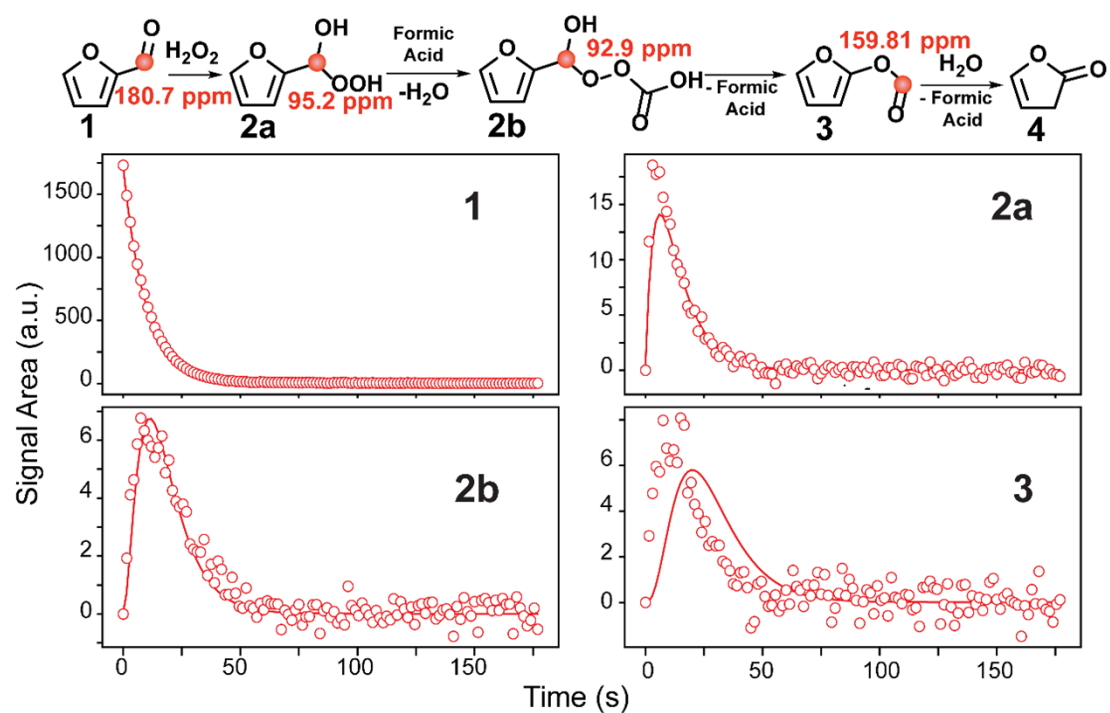 O
H₂O₂
180.7 ppm
1
OH
OOH
95.2 ppm
2a
Formic
Acid
-H₂O
OH
92.9 ppm
O
O
OH
O
2b
- Formic
Acid
159.81 ppm
O
O
O
3
H₂O
- Formic
Acid
O
O
4
Signal Area (a.u.)
1
1500
1000
500
0
2a
15
10
5
0
2b
6
4
2
0
0
50
100
150
3
6
4
2
0
0
50
100
150
Time (s)